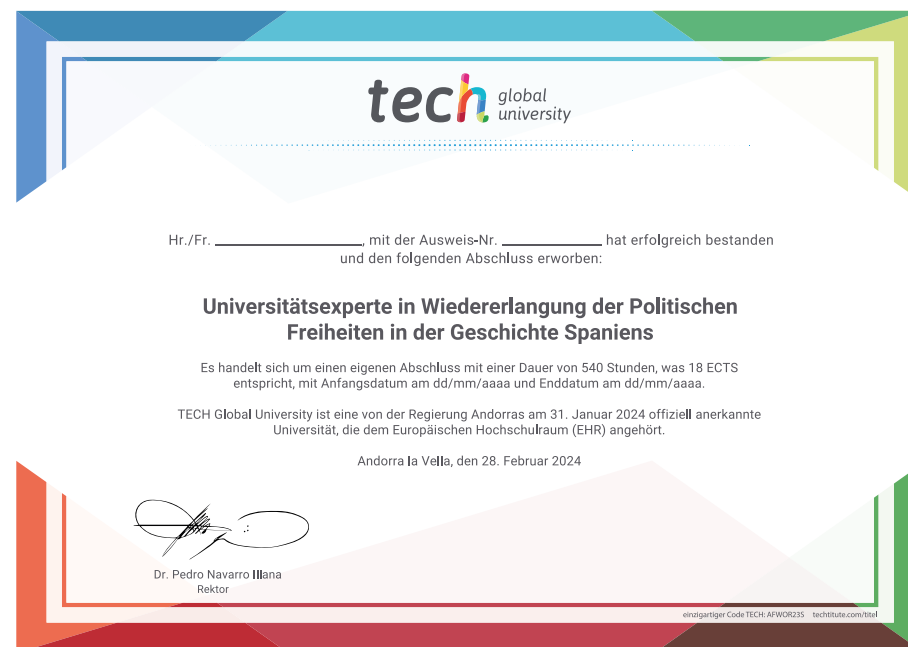 tech global university
Hr./Fr. ____________________, mit der Ausweis-Nr. ______________ hat erfolgreich bestanden
und den folgenden Abschluss erworben:
Universitätsexperte in Wiedererlangung der Politischen
Freiheiten in der Geschichte Spaniens
Es handelt sich um einen eigenen Abschluss mit einer Dauer von 540 Stunden, was 18 ECTS
entspricht, mit Anfangsdatum am dd/mm/aaaa und Enddatum am dd/mm/aaaa.
TECH Global University ist eine von der Regierung Andorras am 31. Januar 2024 offiziell anerkannte
Universität, die dem Europäischen Hochschulraum (EHR) angehört.
Andorra la Vella, den 28. Februar 2024
Dr. Pedro Navarro Illana
Rektor
einzigartiger Code TECH: AFWOR23S techtitute.com/titel